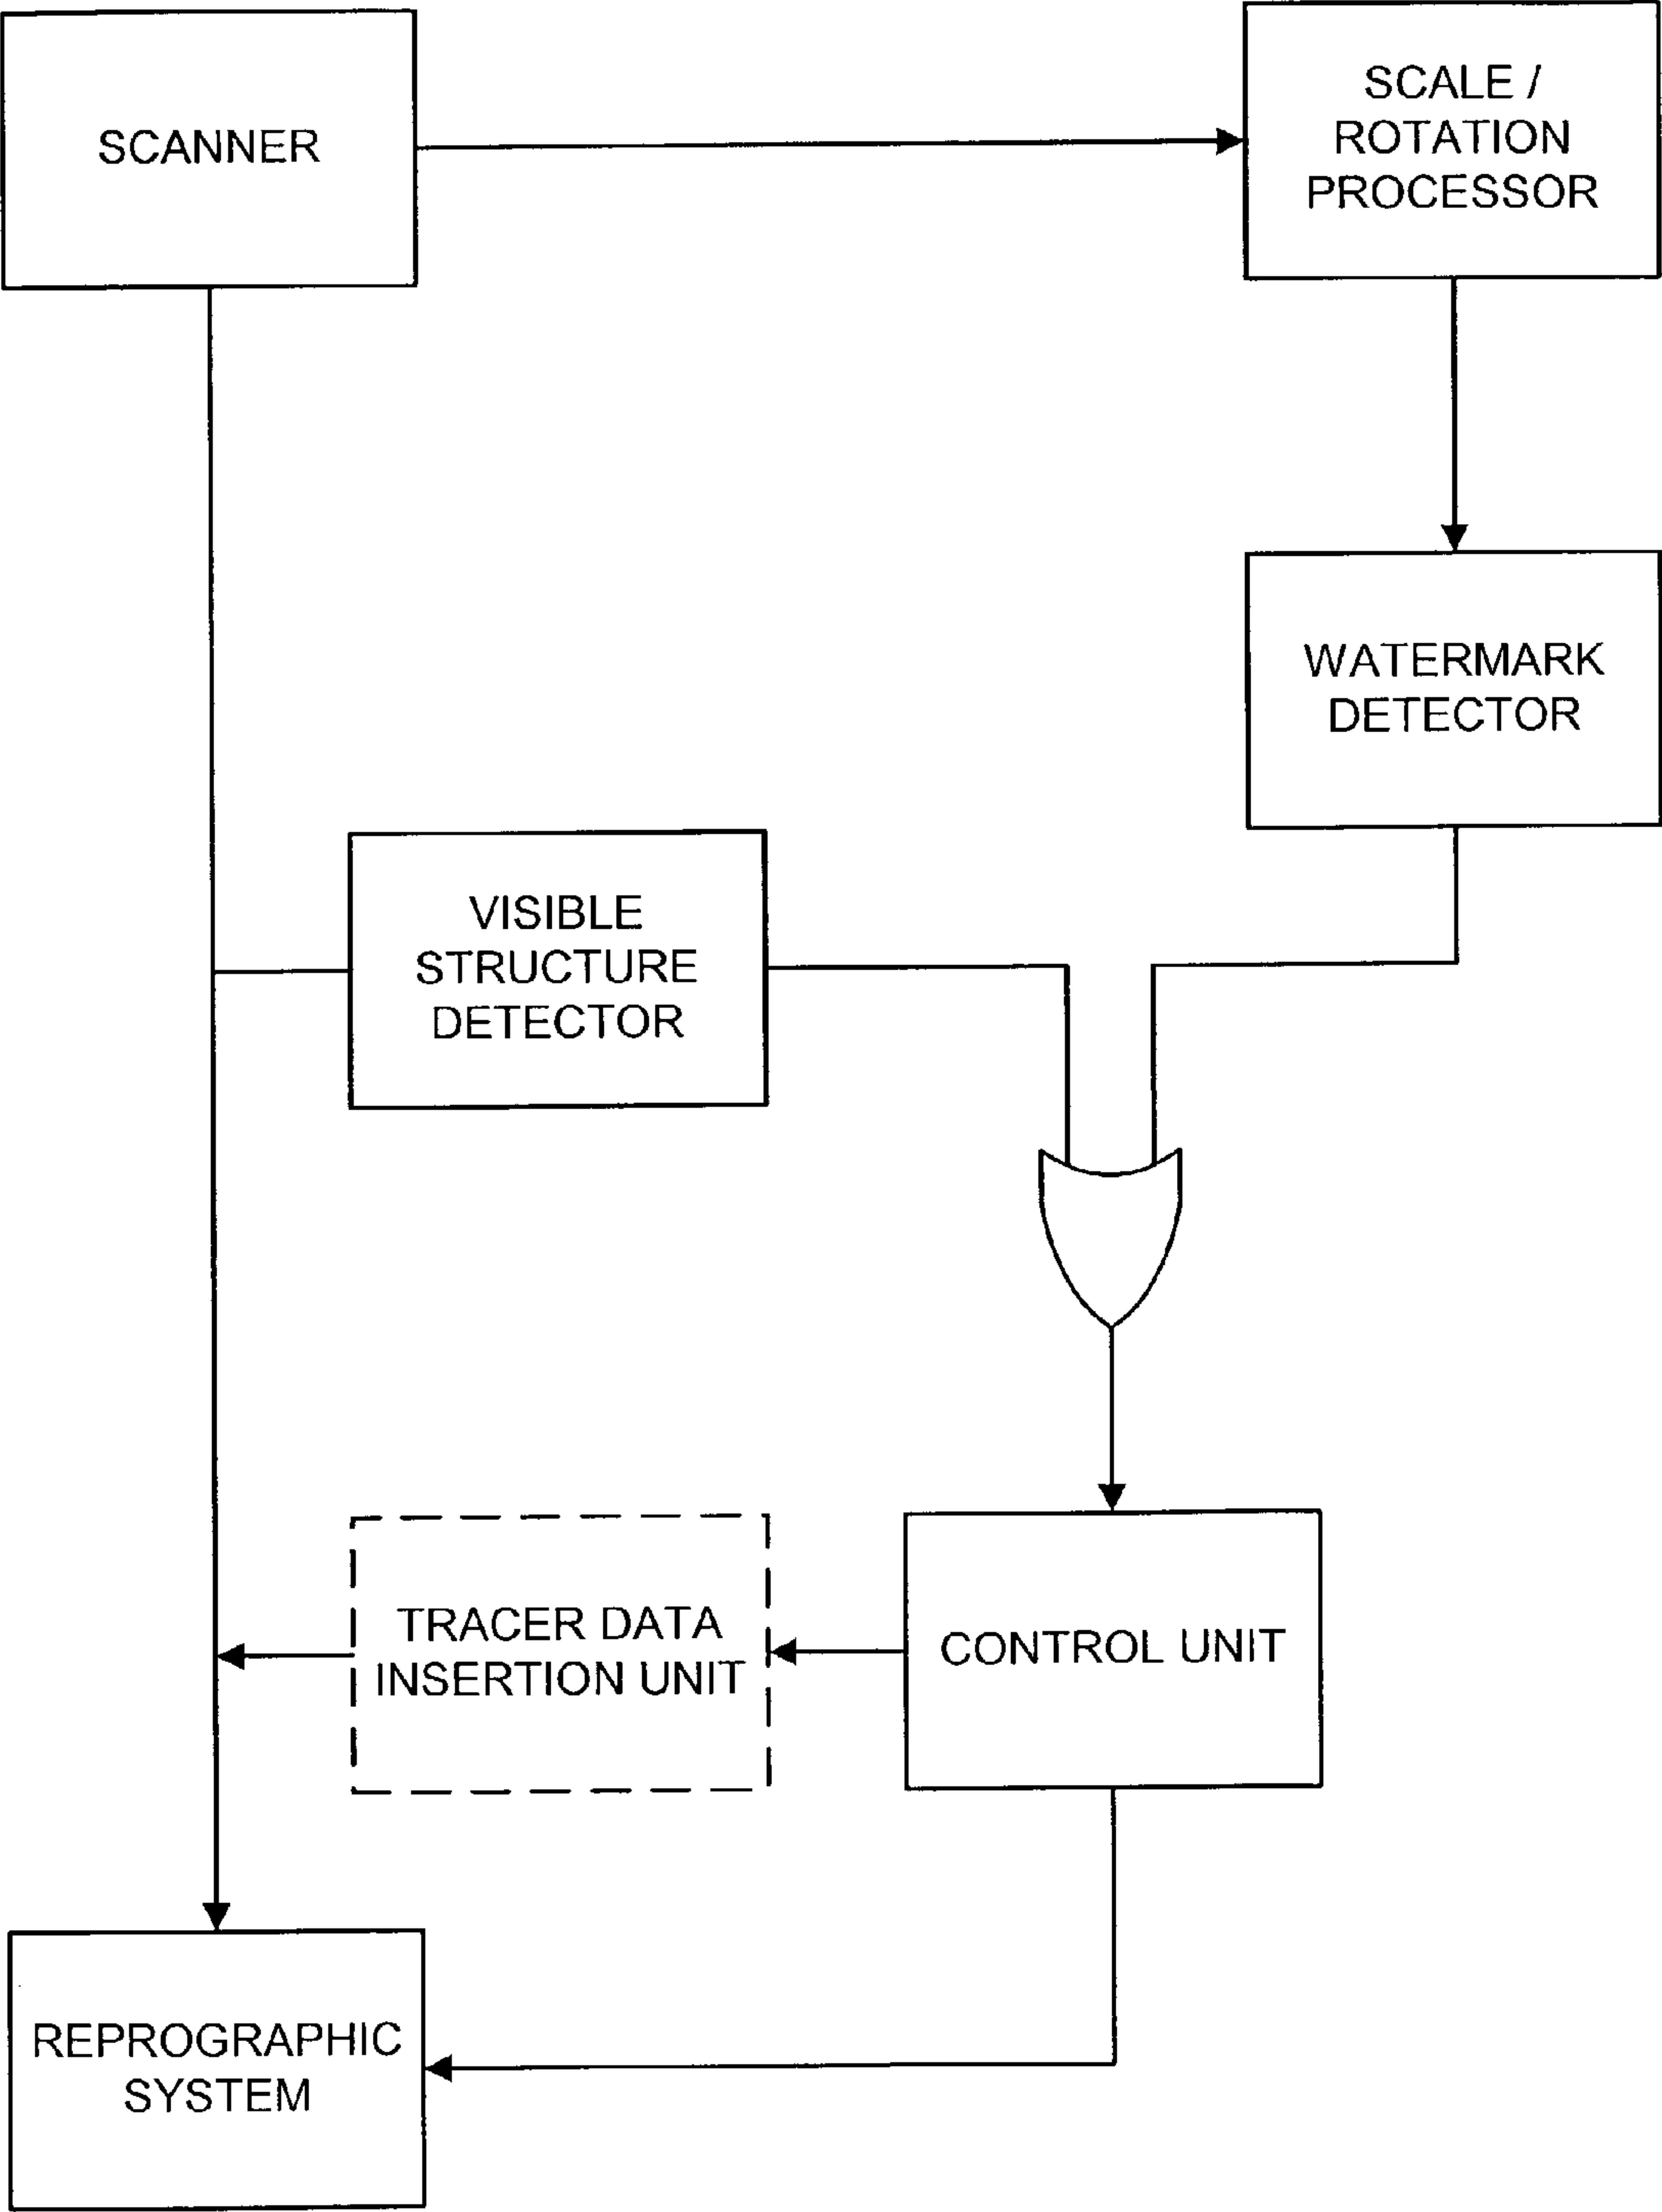 SCANNER
SCALE /
ROTATION
PROCESSOR
WATERMARK
DETECTOR
VISIBLE
STRUCTURE
DETECTOR
TRACER DATA
INSERTION UNIT
CONTROL UNIT
REPROGRAPHIC
SYSTEM